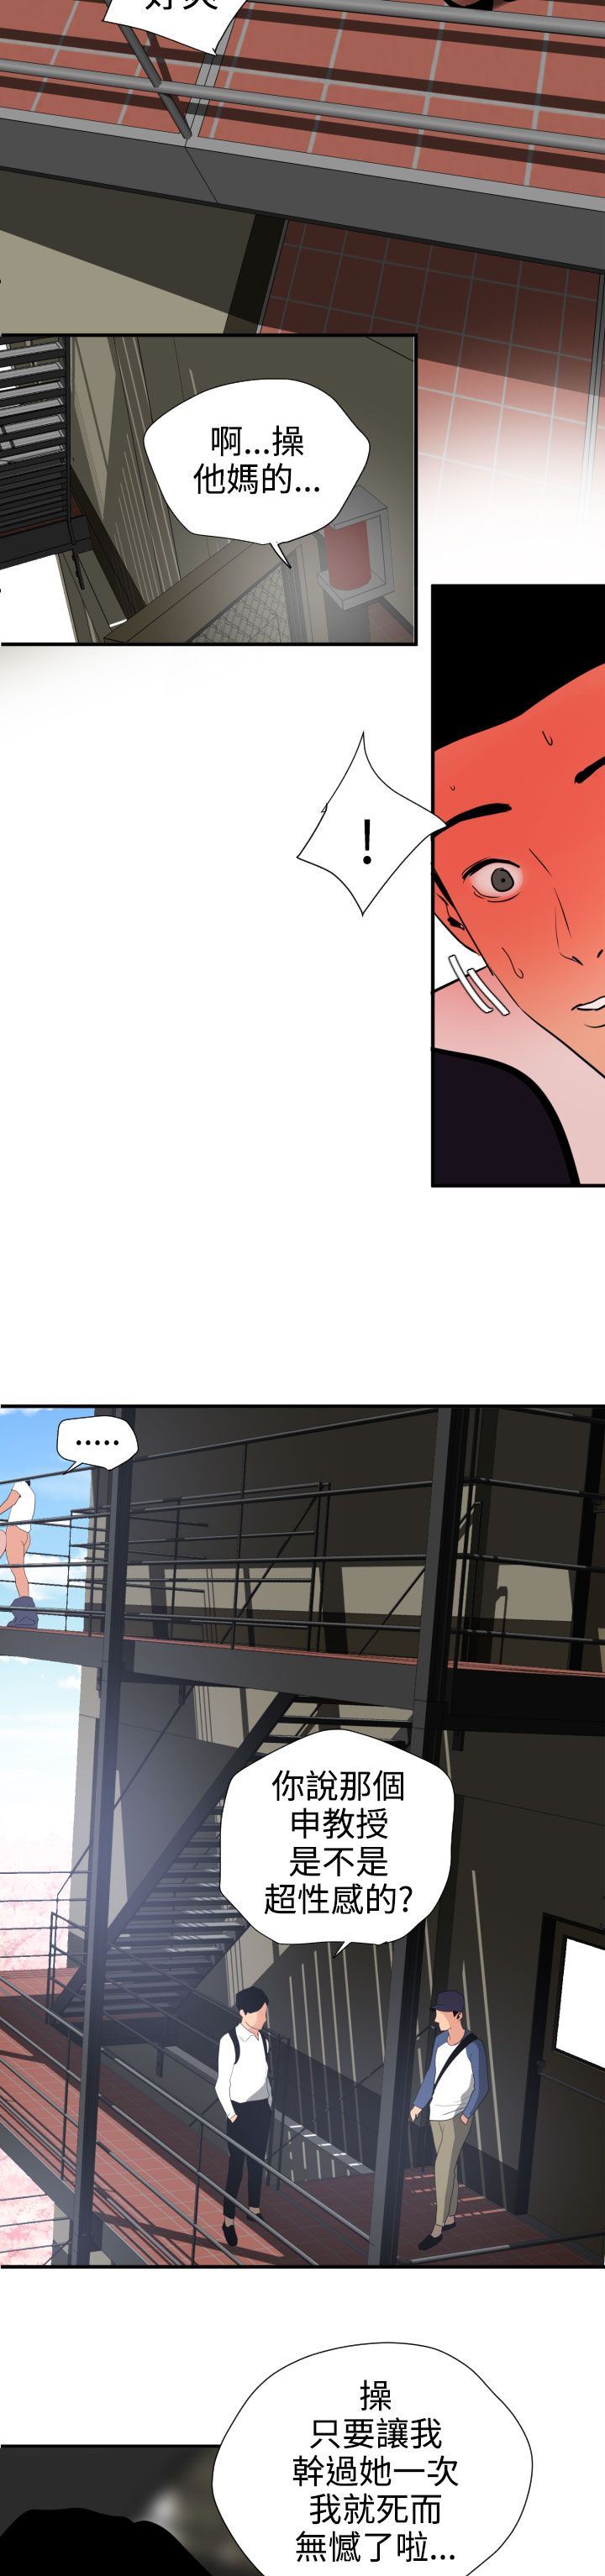 啊...操
他媽的...
!
.....
你說那個
申教授
是不是
超性感的?
操
只要讓我
幹過她一次
我就死而
無憾了啦...